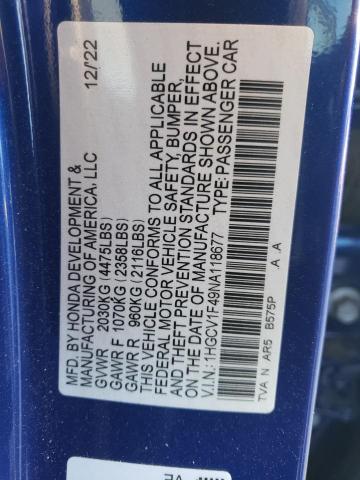 MFD. BY HONDA DEVELOPMENT &
MANUFACTURING OF AMERICA, LLC 12/22
GVWR 2030KG (4475LBS)
GAWR F 1070KG (2358LBS)
GAWR R 960KG (2116LBS)
THIS VEHICLE CONFORMS TO ALL APPLICABLE
FEDERAL MOTOR VEHICLE SAFETY, BUMPER,
AND THEFT PREVENTION STANDARDS IN EFFECT
ON THE DATE OF MANUFACTURE SHOWN ABOVE.
V.I.N.: 1HGCV1F49NA118677 TYPE: PASSENGER CAR
TVA N AR5 B575P A A